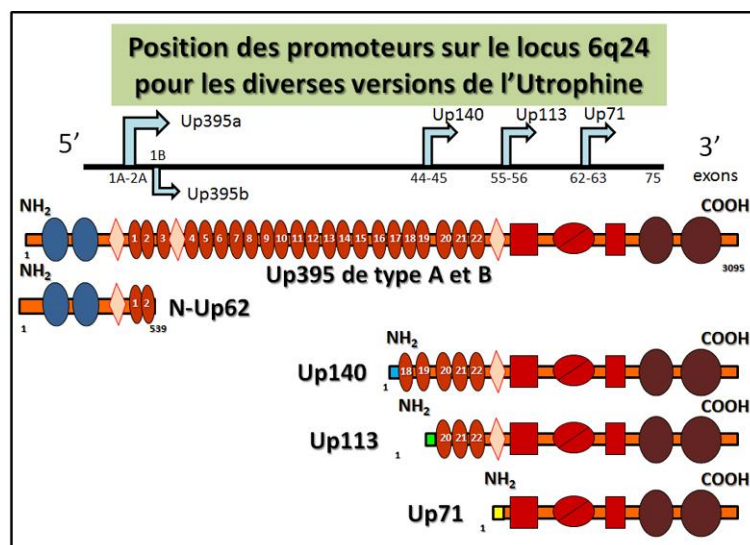 Position des promoteurs sur le locus 6q24
pour les diverses versions de l'Utrophine
5' Up395a Up140 Up113 Up71 3'
1B
1A-2A 44-45 55-56 62-63 75 exons
Up395b
NH2 COOH
1 2 3 4 5 6 7 8 9 10 11 12 13 14 15 16 17 18 19 20 21 22
1 Up395 de type A et B 3095
NH2
1 2
1 539 N-Up62
NH2 COOH
Up140 18 19 20 21 22
1
NH2 COOH
Up113 20 21 22
1
NH2 COOH
Up71
1